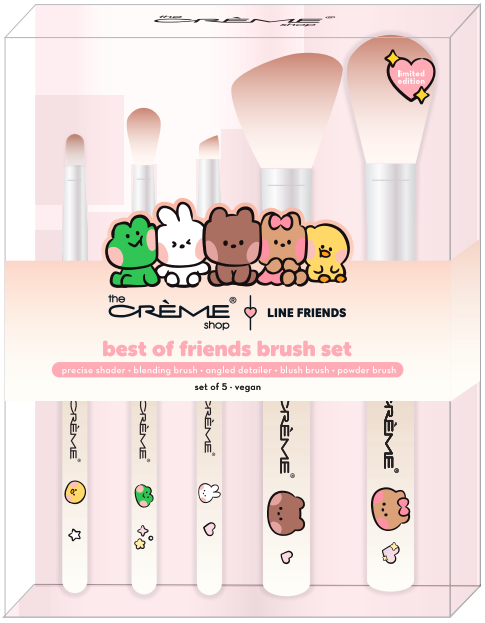 the
CRÈME®
shop
limited
edition
the
CRÈME®
shop
LINE FRIENDS
best of friends brush set
precise shader • blending brush • angled detailer • blush brush • powder brush
set of 5 - vegan
CRÈME®
CRÈME®
CRÈME®
CRÈME®
CRÈME®